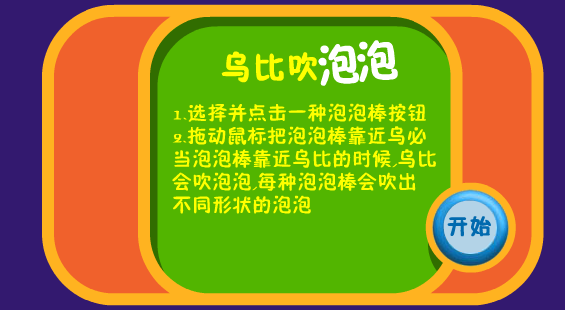 乌比吹泡泡
1.选择并点击一种泡泡棒按钮
2.拖动鼠标把泡泡棒靠近乌必
当泡泡棒靠近乌比的时候,乌比
会吹泡泡,每种泡泡棒会吹出
不同形状的泡泡
开始